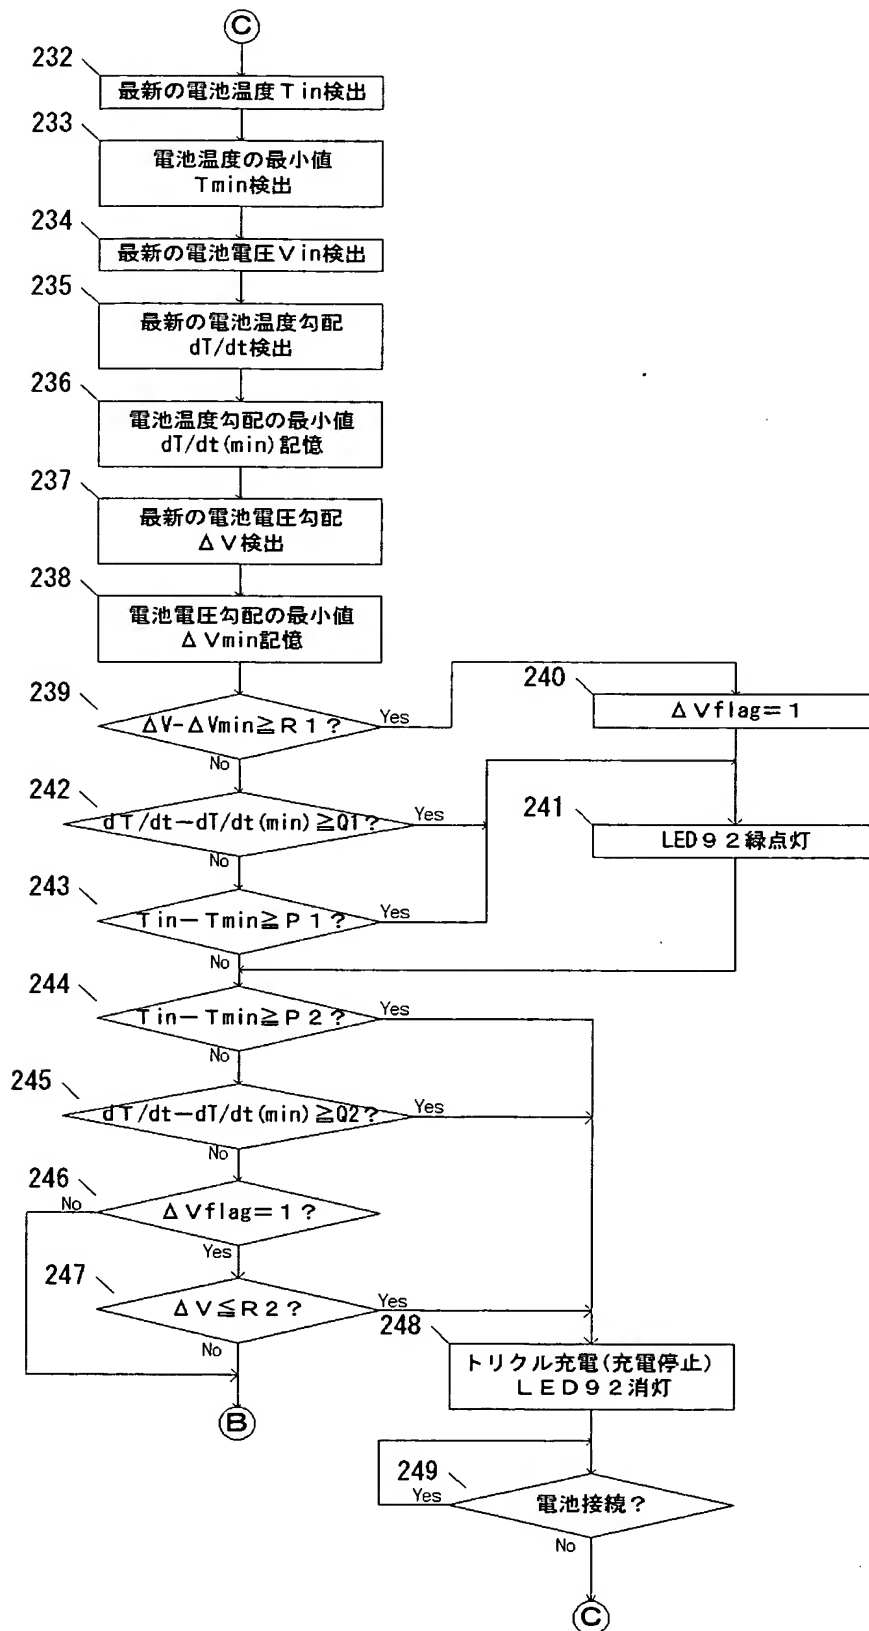 C
232
最新の電池温度Tin検出
233
電池温度の最小値
Tmin検出
234
最新の電池電圧Vin検出
235
最新の電池温度勾配
dT/dt検出
236
電池温度勾配の最小値
dT/dt(min)記憶
237
最新の電池電圧勾配
ΔV検出
238
電池電圧勾配の最小値
ΔVmin記憶
239
ΔV-ΔVmin≧R1?
Yes
No
240
ΔVflag=1
242
dT/dt-dT/dt(min)≧Q1?
Yes
No
241
LED92緑点灯
243
Tin-Tmin≧P1?
Yes
No
244
Tin-Tmin≧P2?
Yes
No
245
dT/dt-dT/dt(min)≧Q2?
Yes
No
246
No
ΔVflag=1?
Yes
247
ΔV≦R2?
Yes
No
248
トリクル充電(充電停止)
LED92消灯
B
249
Yes
電池接続?
No
C